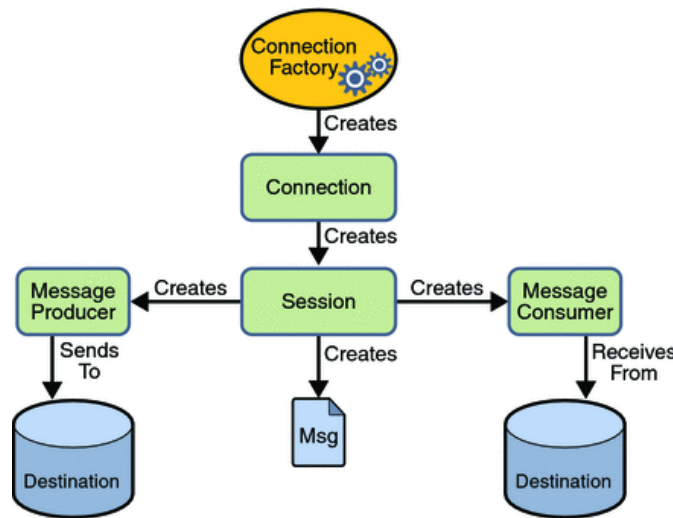 Connection
Factory
Creates
Connection
Creates
Message
Producer
Creates
Session
Creates
Message
Consumer
Sends
To
Creates
Receives
From
Msg
Destination
Destination